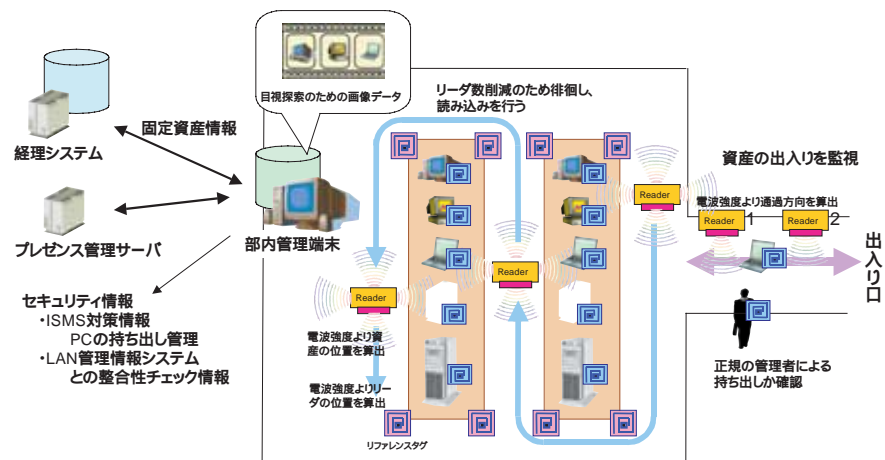 目視探索のための画像データ
リーダ数削減のため徘徊し、
読み込みを行う
固定資産情報
経理システム
プレゼンス管理サーバ
部内管理端末
セキュリティ情報
・ISMS対策情報
PCの持ち出し管理
・LAN管理情報システム
との整合性チェック情報
Reader
電波強度より資
産の位置を算出
電波強度よりリー
ダの位置を算出
リファレンスタグ
Reader
Reader
資産の出入りを監視
電波強度より通過方向を算出
Reader 1
Reader 2
出入り口
正規の管理者による
持ち出しか確認